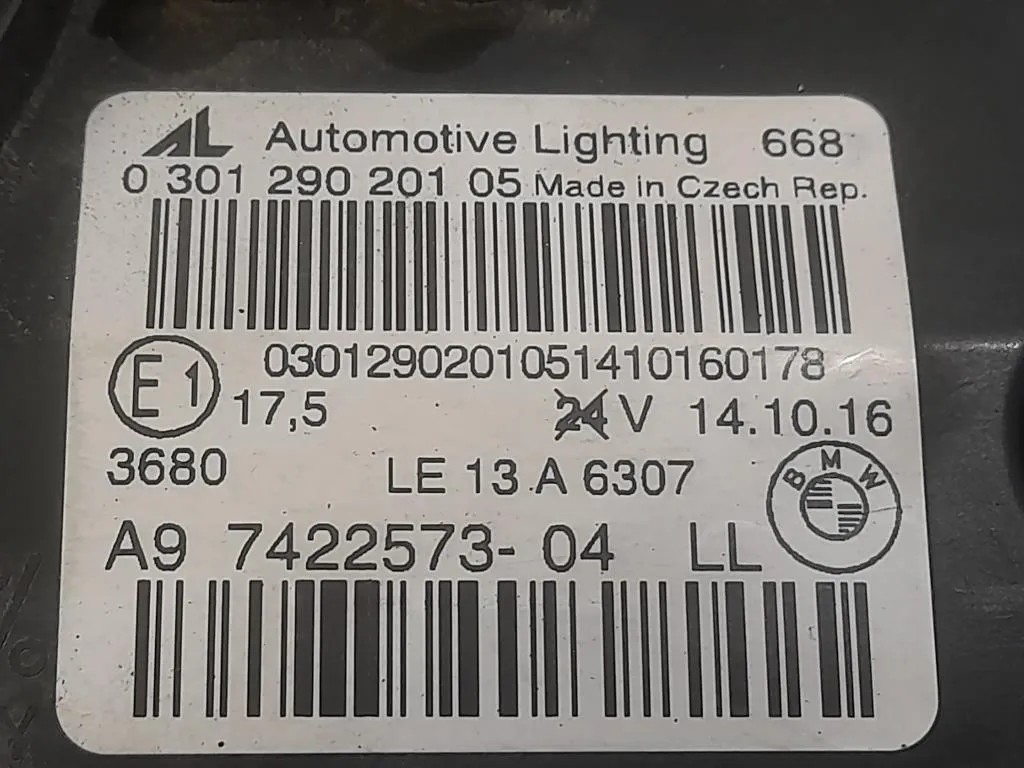 AL Automotive Lighting 668
0 301 290 201 05 Made in Czech Rep.
0301290201051410160178
E1
17,5 24 V 14.10.16
3680 LE 13 A 6307
BMW
A9 7422573-04 LL